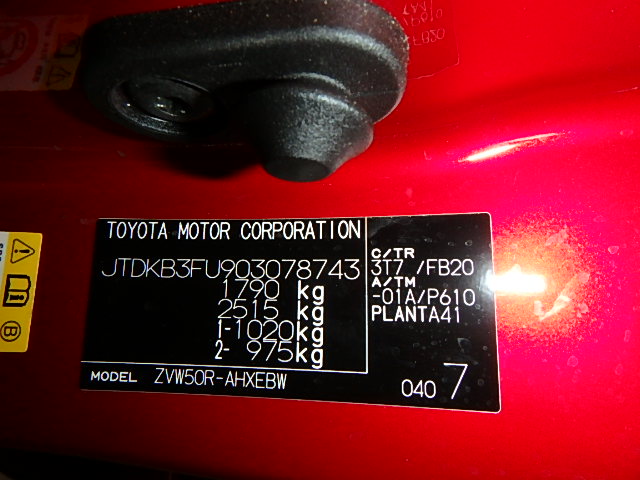 TOYOTA MOTOR CORPORATION
JTDKB3FU903078743
1790 kg
2515 kg
1-1020kg
2- 975kg
C/TR
3T7 /FB20
A/TM
-01A/P610
PLANTA41
MODEL ZVW50R-AHXEBW
040 7
B